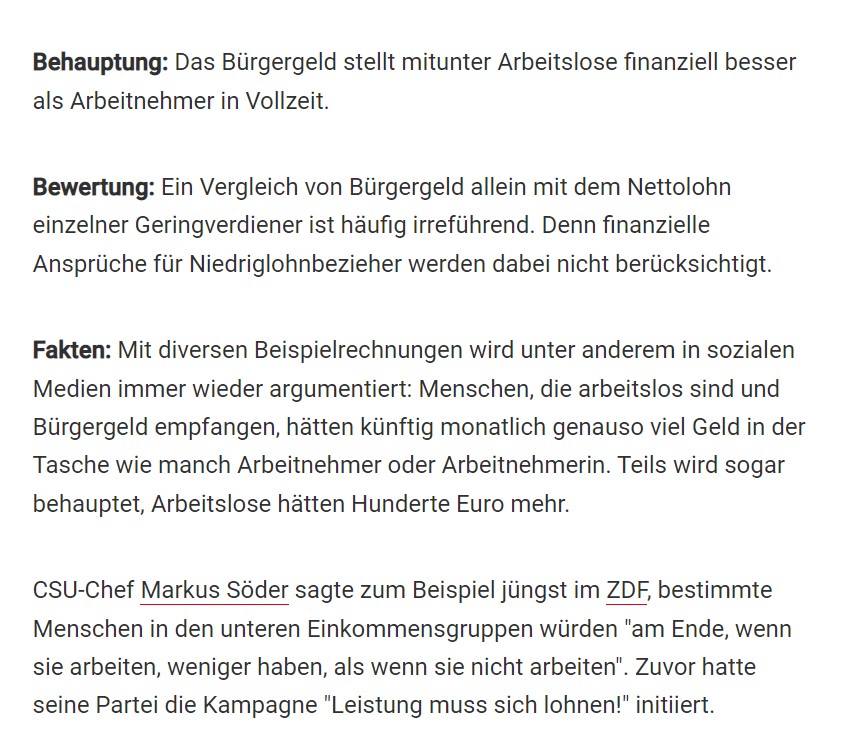 Behauptung: Das Bürgergeld stellt mitunter Arbeitslose finanziell besser
als Arbeitnehmer in Vollzeit.
Bewertung: Ein Vergleich von Bürgergeld allein mit dem Nettolohn
einzelner Geringverdiener ist häufig irreführend. Denn finanzielle
Ansprüche für Niedriglohnbezieher werden dabei nicht berücksichtigt.
Fakten: Mit diversen Beispielrechnungen wird unter anderem in sozialen
Medien immer wieder argumentiert: Menschen, die arbeitslos sind und
Bürgergeld empfangen, hätten künftig monatlich genauso viel Geld in der
Tasche wie manch Arbeitnehmer oder Arbeitnehmerin. Teils wird sogar
behauptet, Arbeitslose hätten Hunderte Euro mehr.
CSU-Chef Markus Söder sagte zum Beispiel jüngst im ZDF, bestimmte
Menschen in den unteren Einkommensgruppen würden "am Ende, wenn
sie arbeiten, weniger haben, als wenn sie nicht arbeiten". Zuvor hatte
seine Partei die Kampagne "Leistung muss sich lohnen!" initiiert.